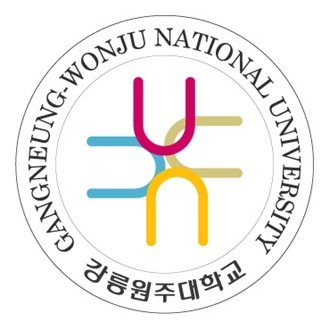 GANGNEUNG-WONJU NATIONAL UNIVERSITY
강릉원주대학교